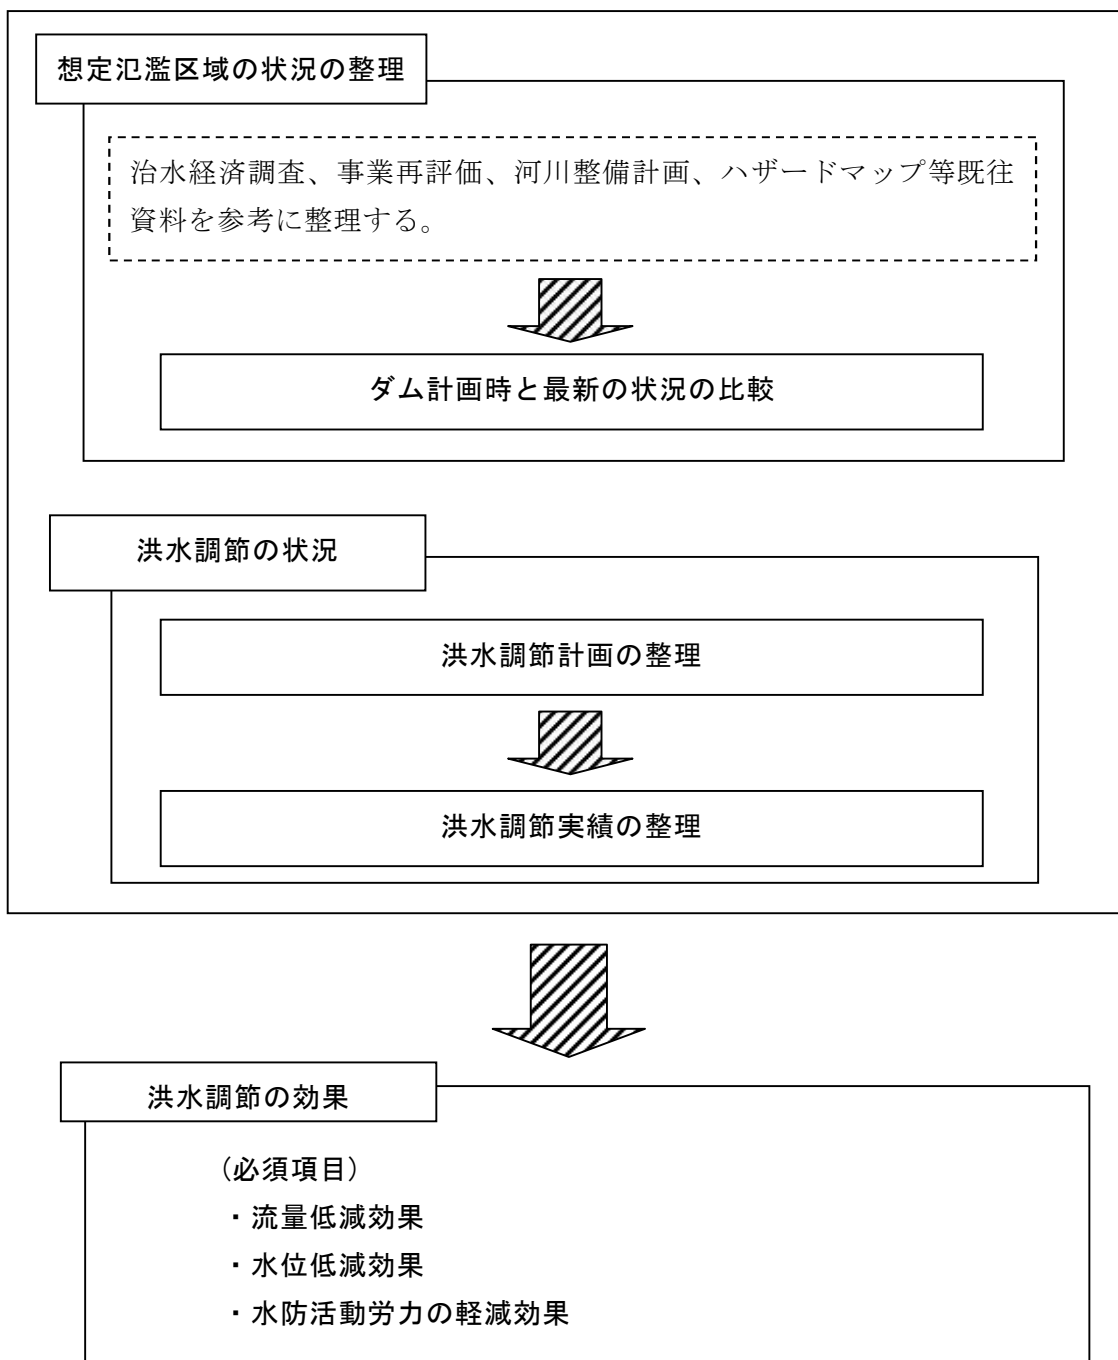 想定氾濫区域の状況の整理
治水経済調査、事業再評価、河川整備計画、ハザードマップ等既往
資料を参考に整理する。
ダム計画時と最新の状況の比較
洪水調節の状況
洪水調節計画の整理
洪水調節実績の整理
洪水調節の効果
（必須項目）
・流量低減効果
・水位低減効果
・水防活動労力の軽減効果